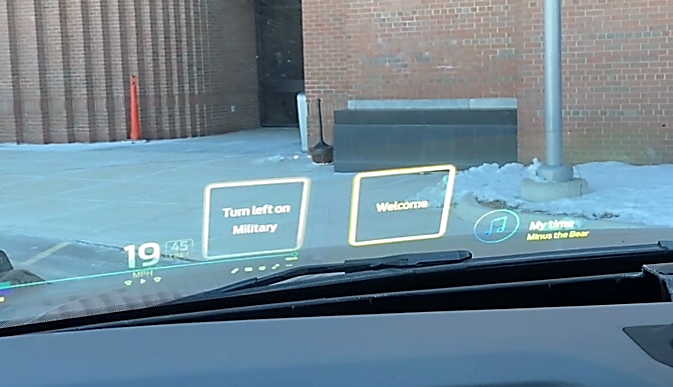 Turn left on
Military
Welcome
19
45
MPH
My time
Minus the Bear